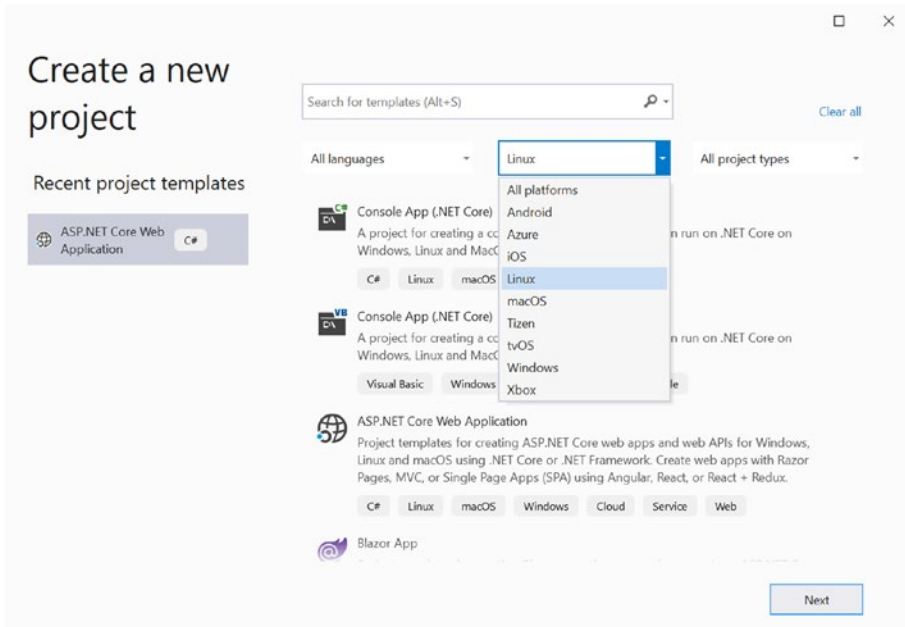 Create a new
project
Recent project templates
ASP.NET Core Web
Application
C#
Search for templates (Alt+S)
Clear all
All languages
Linux
All project types
All platforms
Android
Azure
iOS
Linux
macOS
Tizen
tvOS
Windows
Xbox
C#
Console App (.NET Core)
A project for creating a n run on .NET Core on
Windows, Linux and
C# Linux macOS
VB
Console App (.NET Core)
A project for creating a n run on .NET Core on
Windows, Linux and
Visual Basic Windows
ASP.NET Core Web Application
Project templates for creating ASP.NET Core web apps and web APIs for Windows,
Linux and macOS using .NET Core or .NET Framework. Create web apps with Razor
Pages, MVC, or Single Page Apps (SPA) using Angular, React, or React + Redux.
C# Linux macOS Windows Cloud Service Web
Blazor App
Next